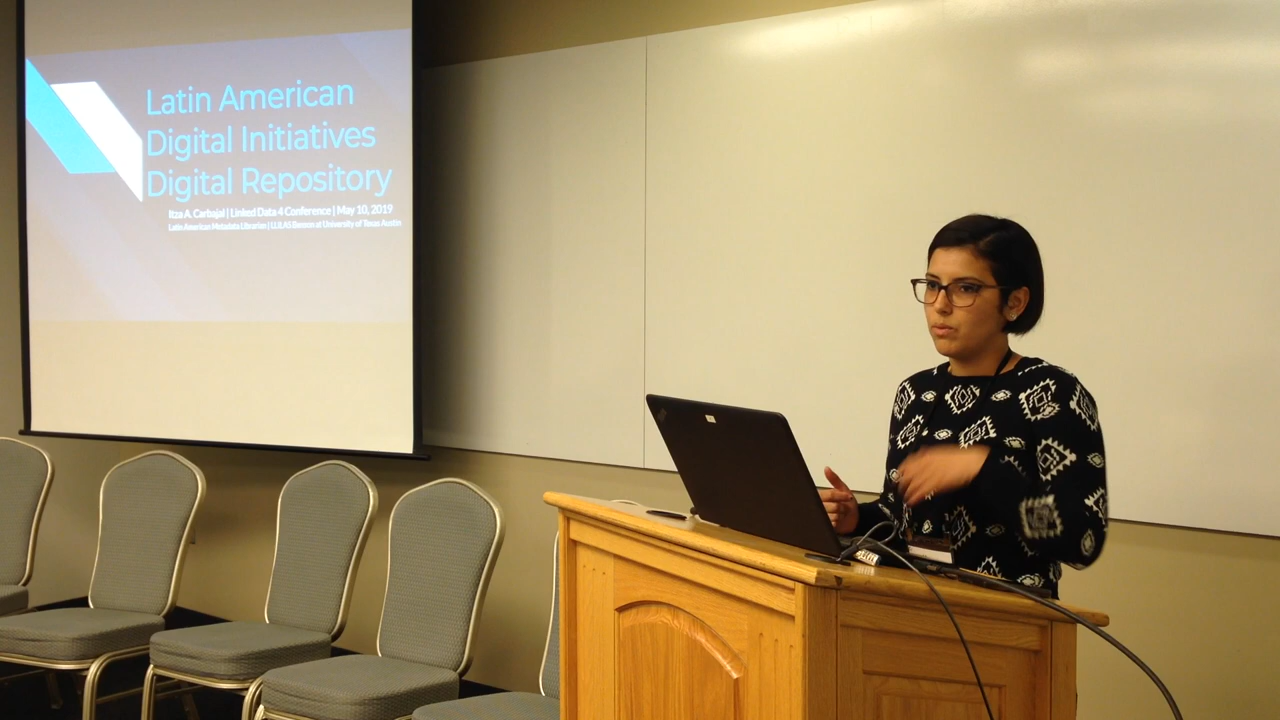 Latin American
Digital Initiatives
Digital Repository
Itza A. Carbajal | Linked Data 4 Conference | May 10, 2019
Latin American Metadata Librarian | LLILAS Benson at University of Texas Austin